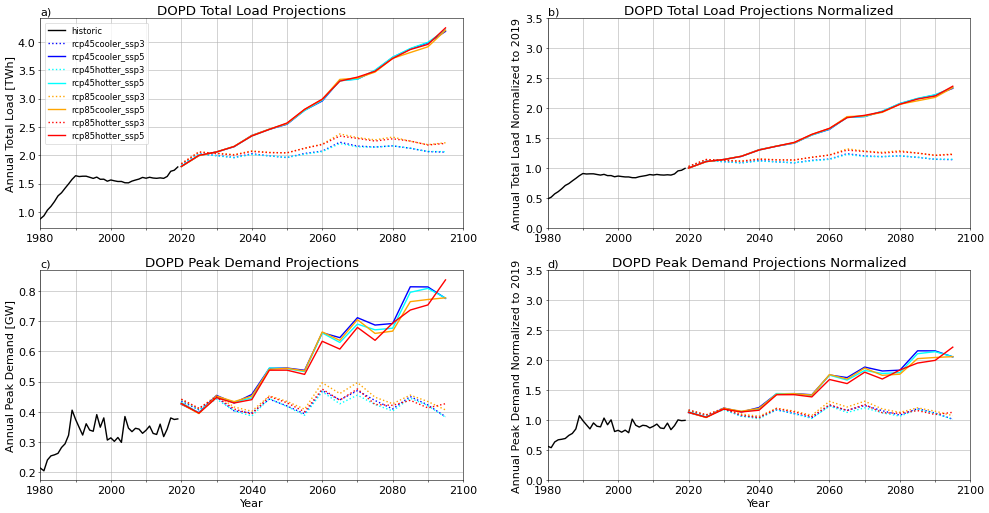 a)
DOPD Total Load Projections
Annual Total Load [TWh]
4.0
3.5
3.0
2.5
2.0
1.5
1.0
historic
rcp45cooler_ssp3
rcp45cooler_ssp5
rcp45hotter_ssp3
rcp45hotter_ssp5
rcp85cooler_ssp3
rcp85cooler_ssp5
rcp85hotter_ssp3
rcp85hotter_ssp5
1980 2000 2020 2040 2060 2080 2100
b)
DOPD Total Load Projections Normalized
Annual Total Load Normalized to 2019
3.5
3.0
2.5
2.0
1.5
1.0
0.5
0.0
1980 2000 2020 2040 2060 2080 2100
c)
DOPD Peak Demand Projections
Annual Peak Demand [GW]
0.8
0.7
0.6
0.5
0.4
0.3
0.2
1980 2000 2020 2040 2060 2080 2100
Year
d)
DOPD Peak Demand Projections Normalized
Annual Peak Demand Normalized to 2019
3.5
3.0
2.5
2.0
1.5
1.0
0.5
0.0
1980 2000 2020 2040 2060 2080 2100
Year